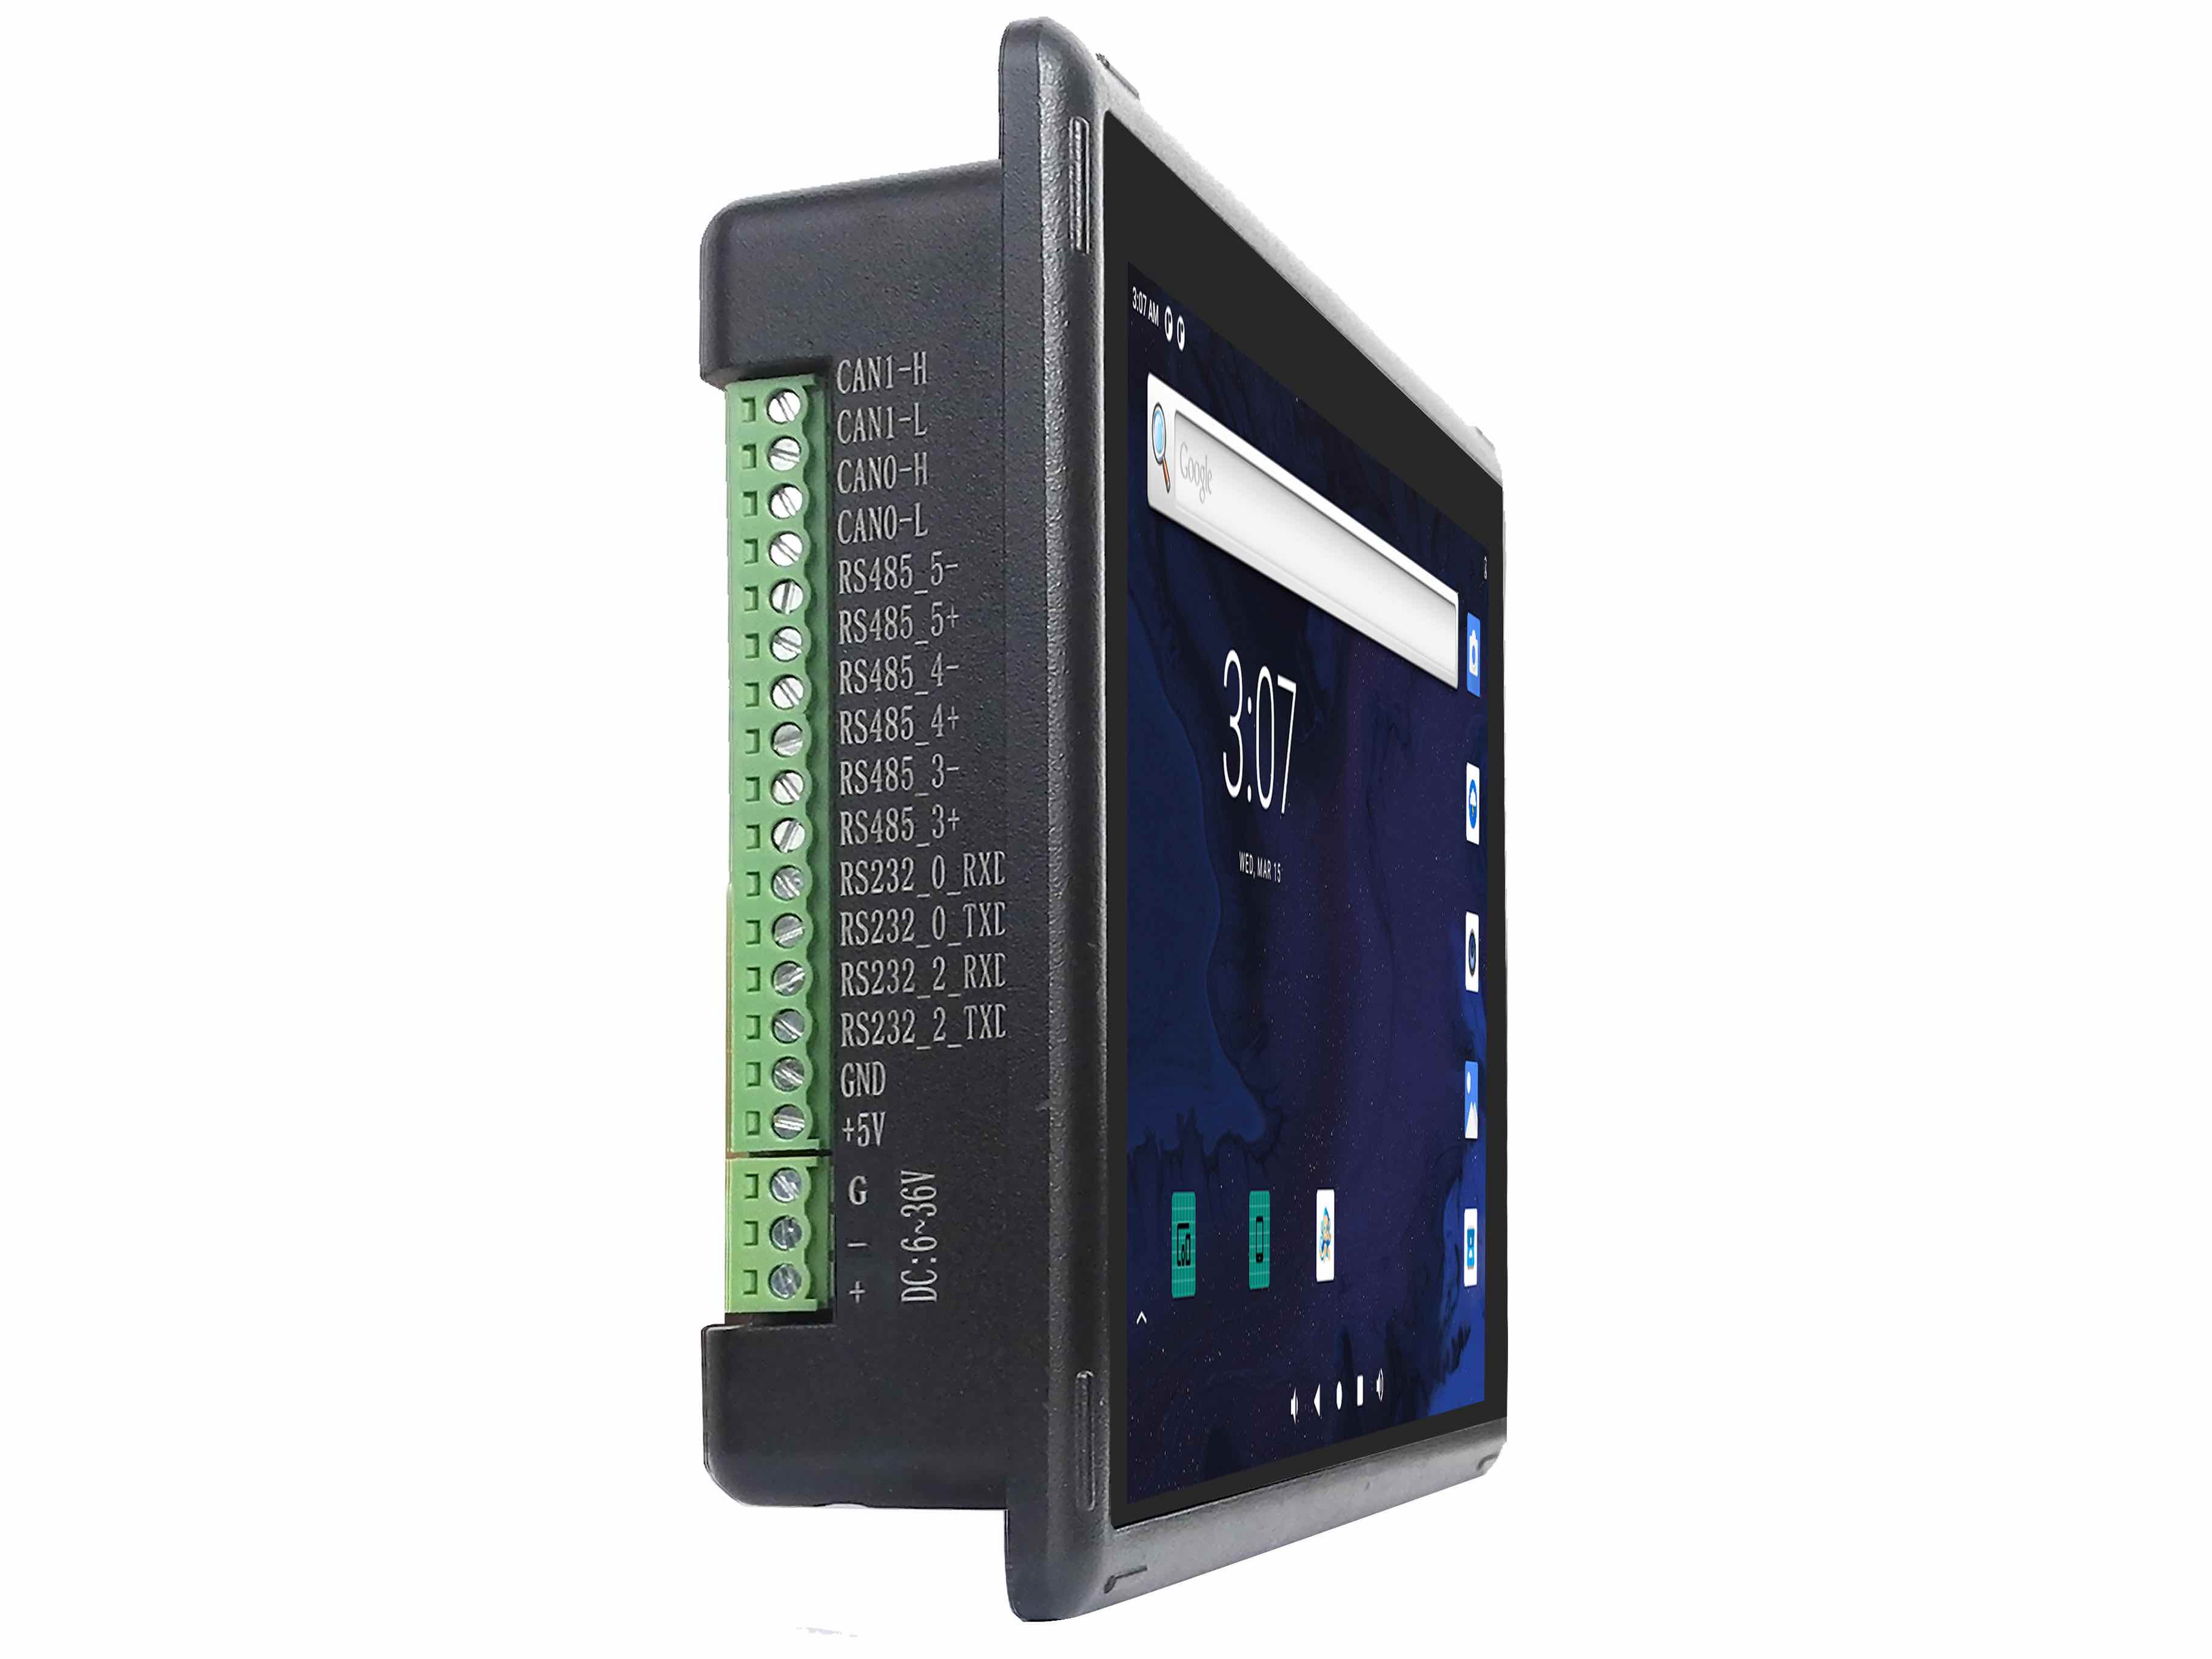 CAN1-H
CAN1-L
CAN0-H
CAN0-L
RS485_5-
RS485_5+
RS485_4-
RS485_4+
RS485_3-
RS485_3+
RS232_0_RXD
RS232_0_TXD
RS232_2_RXD
RS232_2_TXD
GND
+5V
G
-
+
DC:6~36V
3:07 AM
Google
3:07
WED, MAR 15